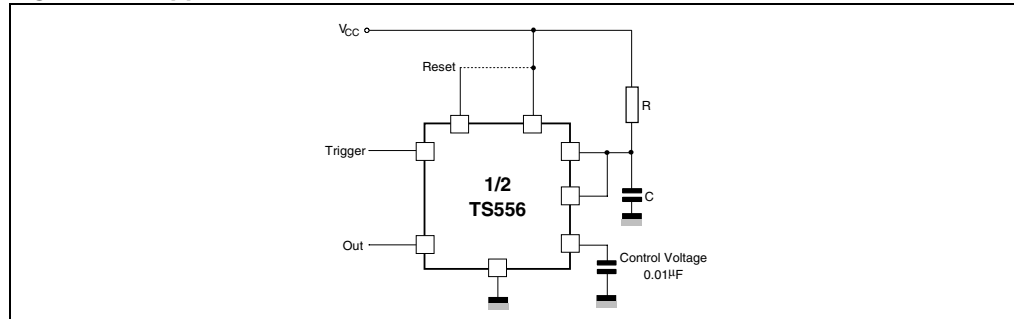 VCC
Reset
R
Trigger
1/2
TS556
C
Out
Control Voltage
0.01µF